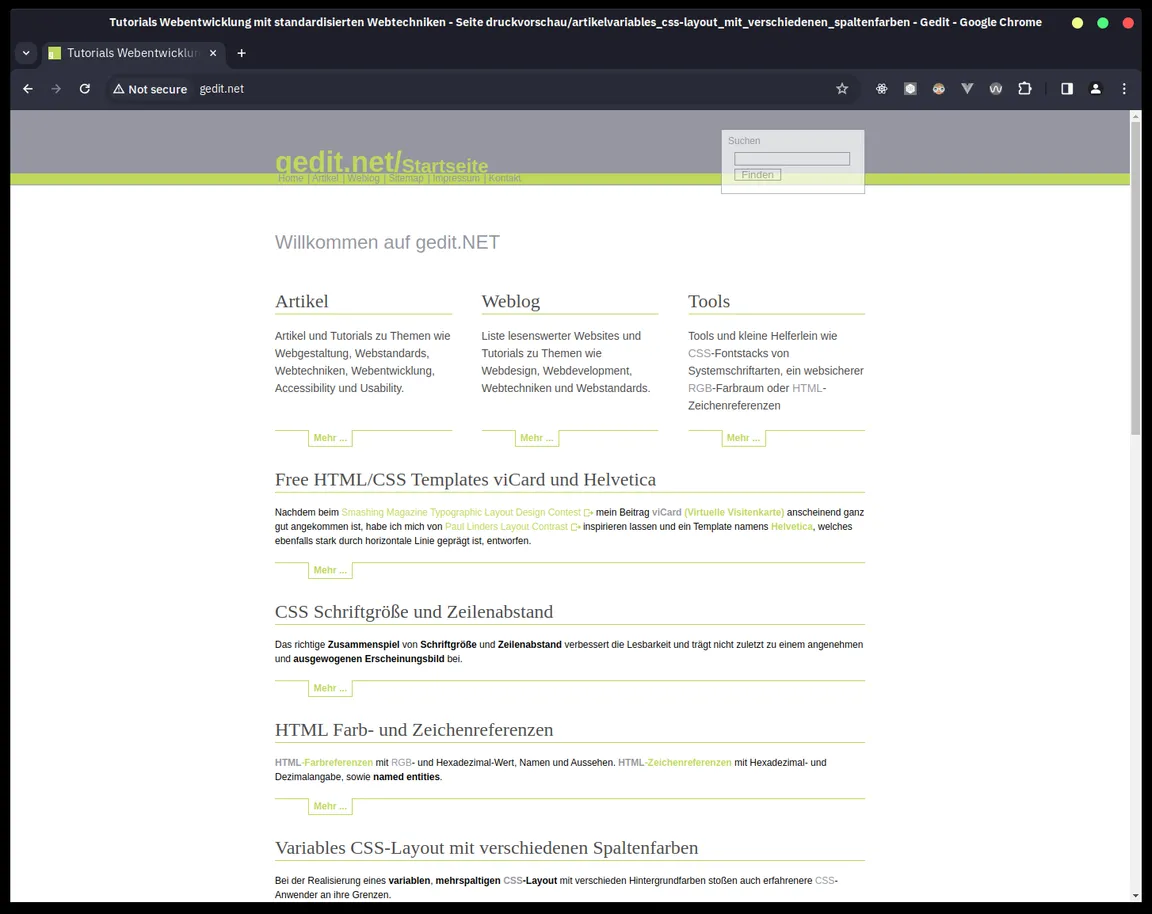 Tutorials Webentwicklung mit standardisierten Webtechniken - Seite druckvorschau/artikelvariables_css-layout_mit_verschiedenen_spaltenfarben - Gedit - Google Chrome
Tutorials Webentwicklun
Not secure gedit.net
gedit.net/Startseite
Home | Artikel | Weblog | Sitemap | Impressum | Kontakt
Suchen
Finden
Willkommen auf gedit.NET
Artikel
Artikel und Tutorials zu Themen wie
Webgestaltung, Webstandards,
Webtechniken, Webentwicklung,
Accessibility und Usability.
Mehr ...
Weblog
Liste lesenswerter Websites und
Tutorials zu Themen wie
Webdesign, Webdevelopment,
Webtechniken und Webstandards.
Mehr ...
Tools
Tools und kleine Helferlein wie
CSS-Fontstacks von
Systemschriftarten, ein websicherer
RGB-Farbraum oder HTML-
Zeichenreferenzen
Mehr ...
Free HTML/CSS Templates viCard und Helvetica
Nachdem beim Smashing Magazine Typographic Layout Design Contest mein Beitrag viCard (Virtuelle Visitenkarte) anscheinend ganz
gut angekommen ist, habe ich mich von Paul Linders Layout Contrast inspirieren lassen und ein Template namens Helvetica, welches
ebenfalls stark durch horizontale Linie geprägt ist, entworfen.
Mehr ...
CSS Schriftgröße und Zeilenabstand
Das richtige Zusammenspiel von Schriftgröße und Zeilenabstand verbessert die Lesbarkeit und trägt nicht zuletzt zu einem angenehmen
und ausgewogenen Erscheinungsbild bei.
Mehr ...
HTML Farb- und Zeichenreferenzen
HTML-Farbreferenzen mit RGB- und Hexadezimal-Wert, Namen und Aussehen. HTML-Zeichenreferenzen mit Hexadezimal- und
Dezimalangabe, sowie named entities.
Mehr ...
Variables CSS-Layout mit verschiedenen Spaltenfarben
Bei der Realisierung eines variablen, mehrspaltigen CSS-Layout mit verschieden Hintergrundfarben stoßen auch erfahrenere CSS-
Anwender an ihre Grenzen.